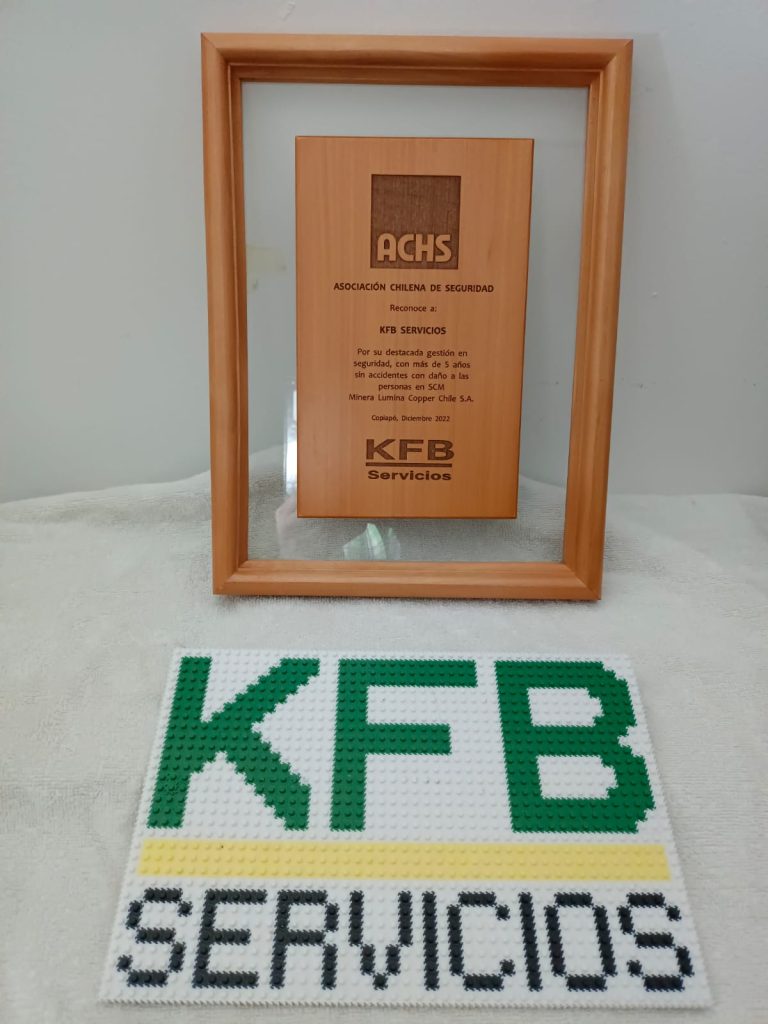 ACHS
ASOCIACIÓN CHILENA DE SEGURIDAD
Reconoce a:
KFB SERVICIOS
Por su destacada gestión en
seguridad, con más de 5 años
sin accidentes con daño a las
personas en SCM
Minera Lumina Copper Chile S.A.
Copiapó, Diciembre 2022
KFB
Servicios
KFB
SERVICIOS